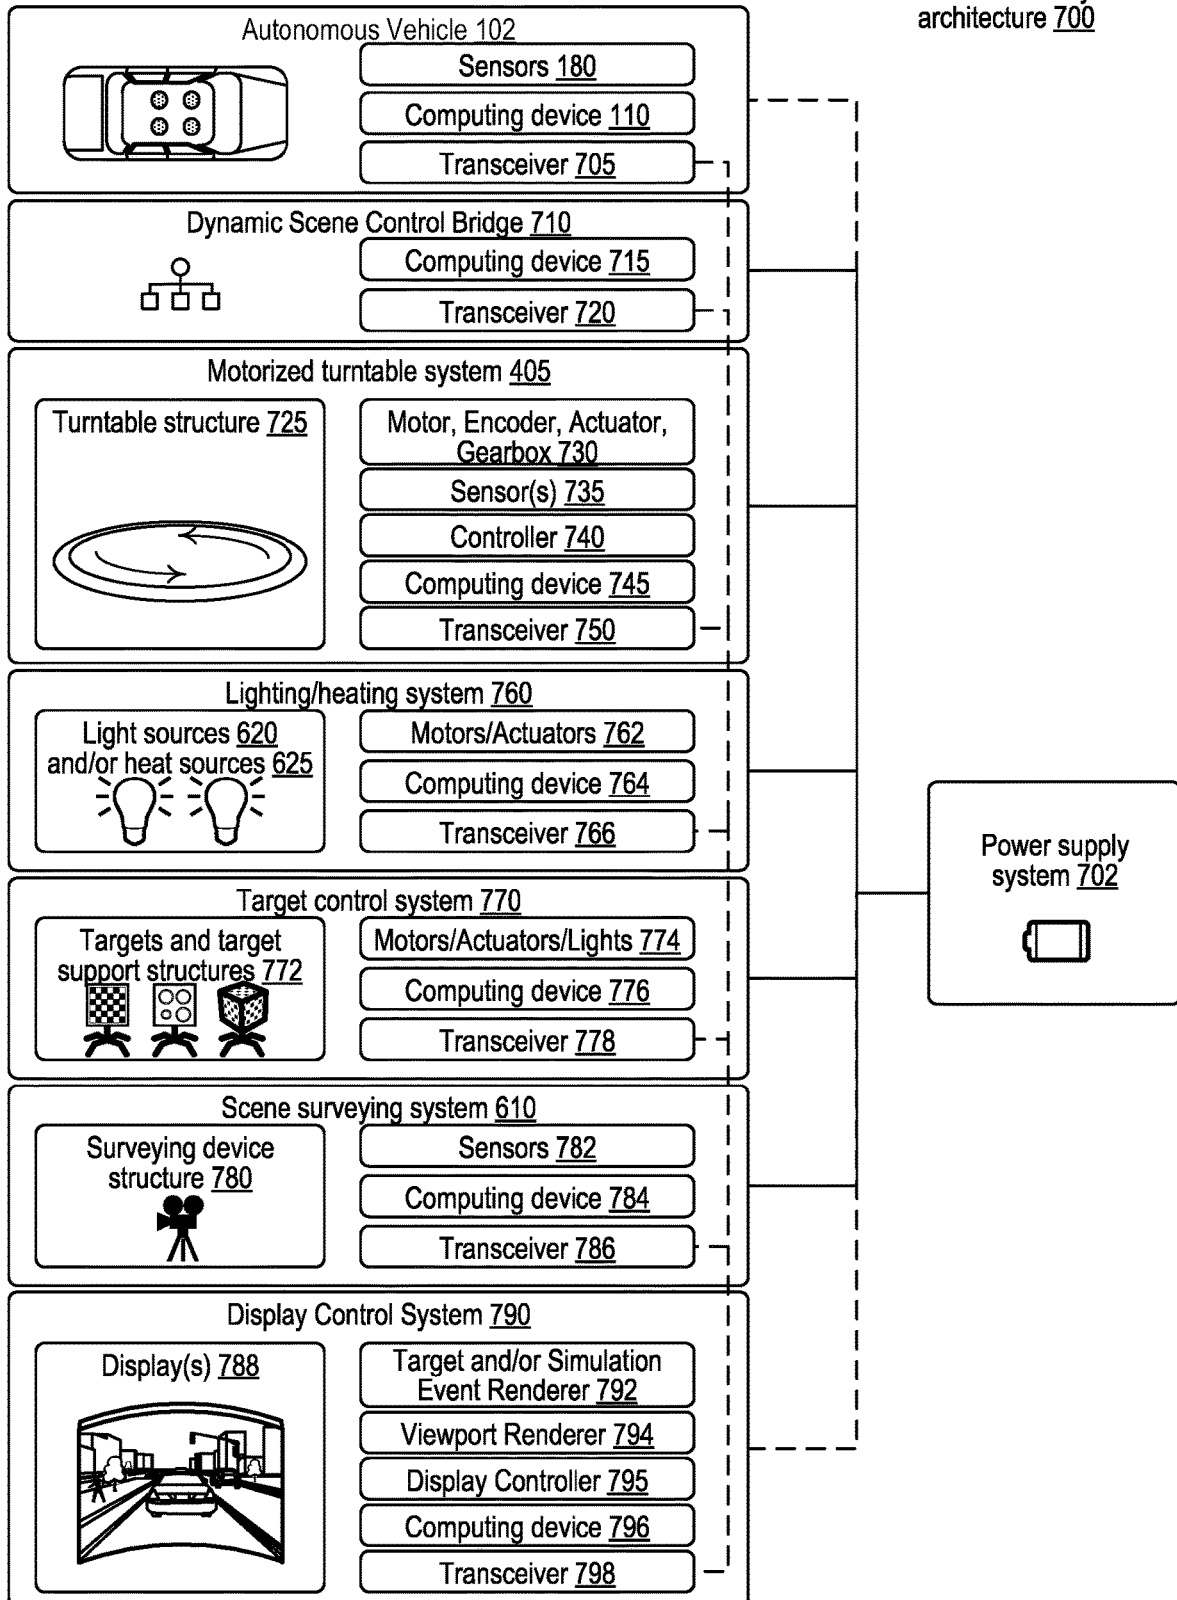 architecture 700
Autonomous Vehicle 102
Sensors 180
Computing device 110
Transceiver 705
Dynamic Scene Control Bridge 710
Computing device 715
Transceiver 720
Motorized turntable system 405
Turntable structure 725
Motor, Encoder, Actuator,
Gearbox 730
Sensor(s) 735
Controller 740
Computing device 745
Transceiver 750
Lighting/heating system 760
Light sources 620
and/or heat sources 625
Motors/Actuators 762
Computing device 764
Transceiver 766
Power supply
system 702
Target control system 770
Targets and target
support structures 772
Motors/Actuators/Lights 774
Computing device 776
Transceiver 778
Scene surveying system 610
Surveying device
structure 780
Sensors 782
Computing device 784
Transceiver 786
Display Control System 790
Display(s) 788
Target and/or Simulation
Event Renderer 792
Viewport Renderer 794
Display Controller 795
Computing device 796
Transceiver 798